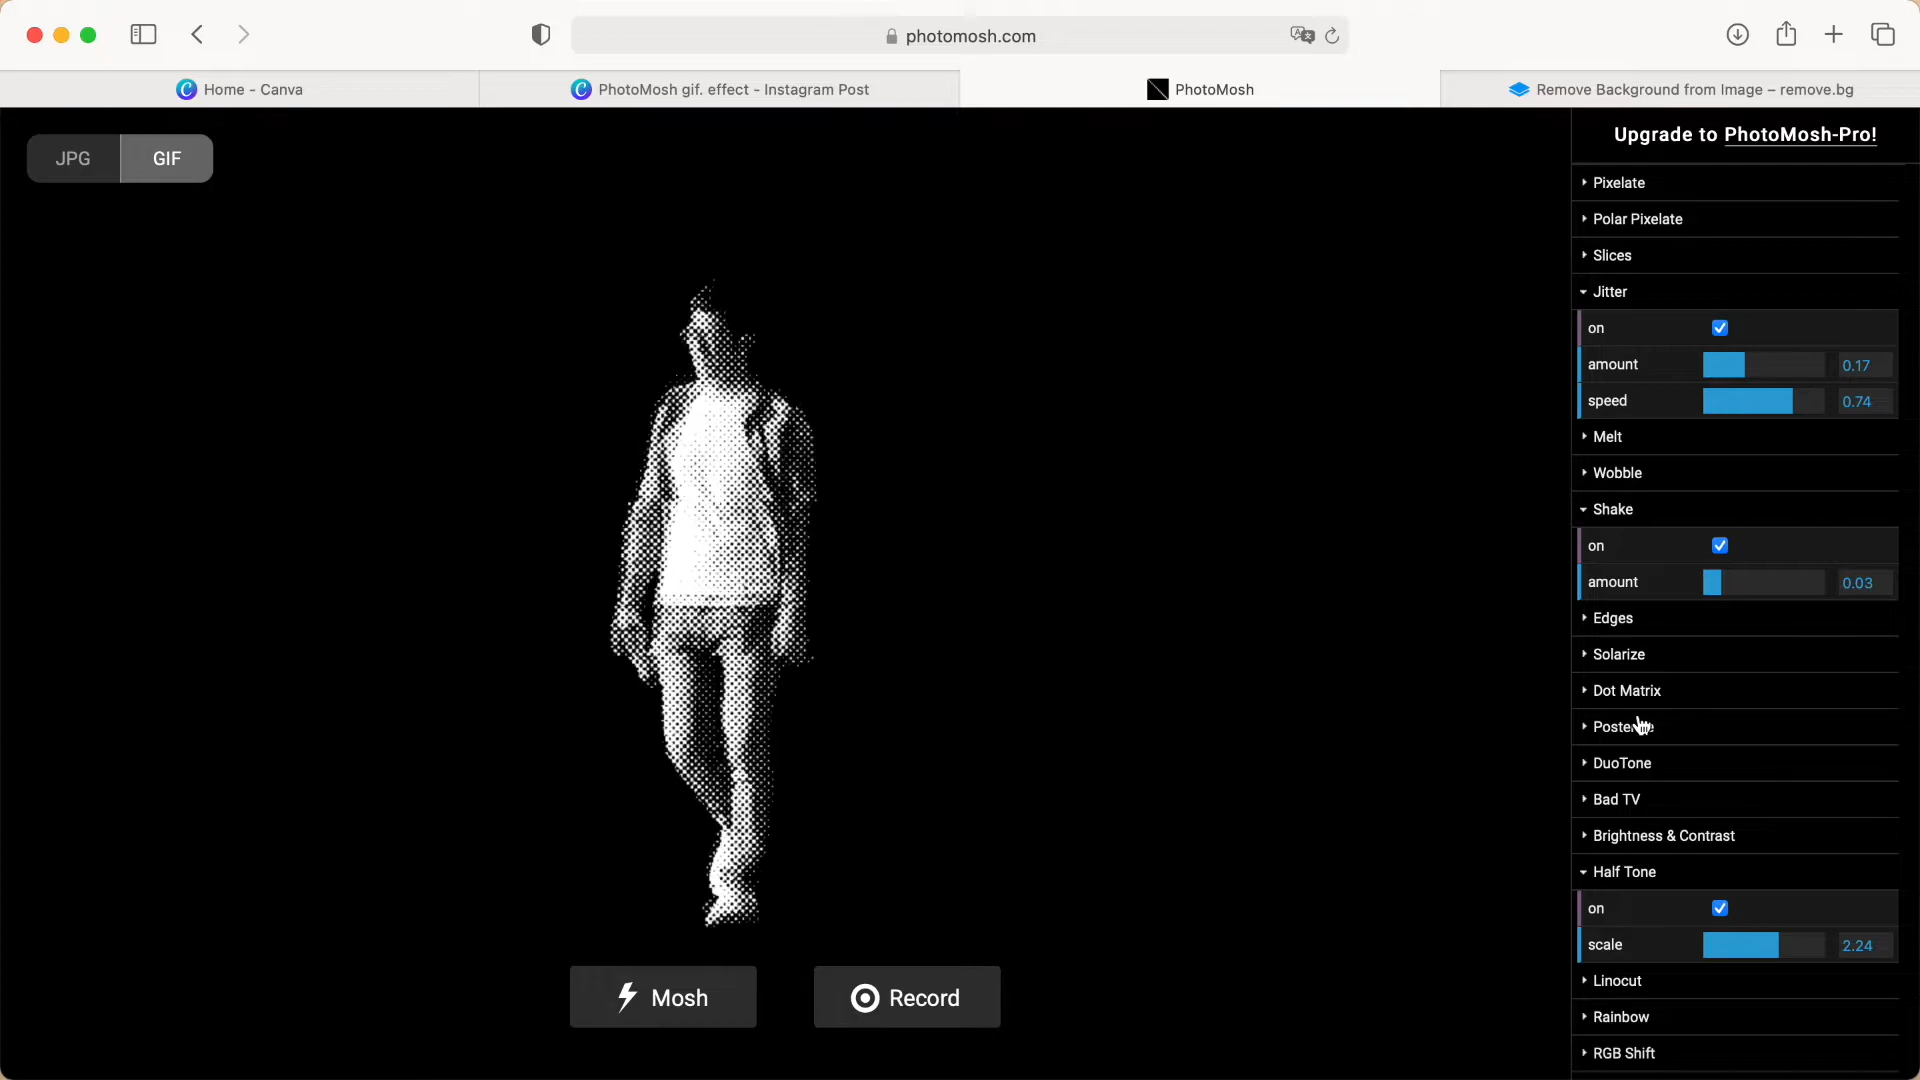 photomosh.com
Home - Canva
PhotoMosh gif. effect - Instagram Post
PhotoMosh
Remove Background from Image – remove.bg
JPG
GIF
Upgrade to PhotoMosh-Pro!
Pixelate
Polar Pixelate
Slices
Jitter
on
amount 0.17
speed 0.74
Melt
Wobble
Shake
on
amount 0.03
Edges
Solarize
Dot Matrix
DuoTone
Bad TV
Brightness & Contrast
Half Tone
on
scale 2.24
Linocut
Rainbow
RGB Shift
Mosh
Record